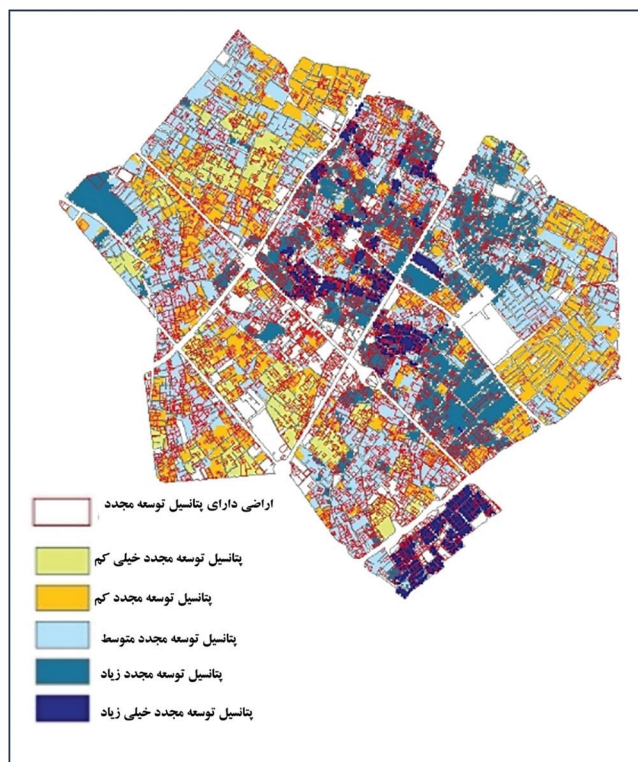 اراضی دارای پتانسیل توسعه مجدد
پتانسیل توسعه مجدد خیلی کم
پتانسیل توسعه مجدد کم
پتانسیل توسعه مجدد متوسط
پتانسیل توسعه مجدد زیاد
پتانسیل توسعه مجدد خیلی زیاد